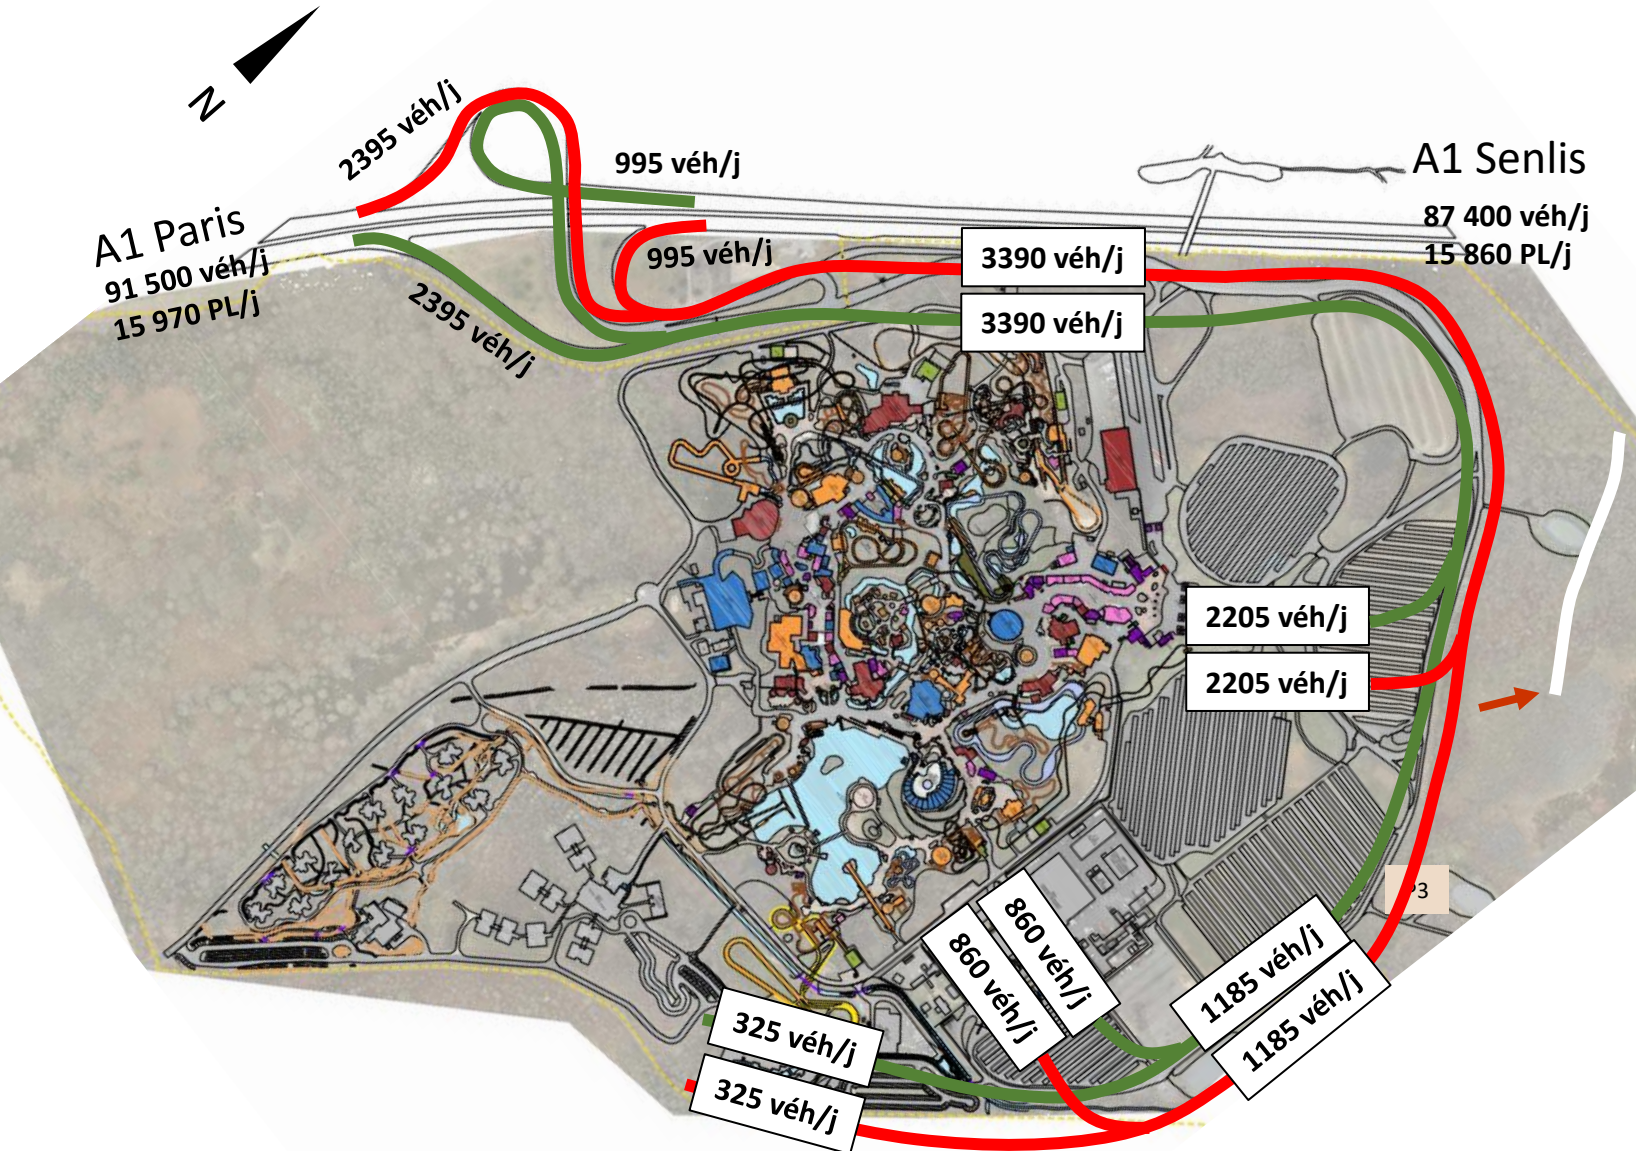 N
2395 véh/j
995 véh/j
A1 Senlis
87 400 véh/j
15 860 PL/j
A1 Paris
91 500 véh/j
15 970 PL/j
995 véh/j
3390 véh/j
2395 véh/j
3390 véh/j
2205 véh/j
2205 véh/j
P3
860 véh/j
860 véh/j
1185 véh/j
1185 véh/j
325 véh/j
325 véh/j